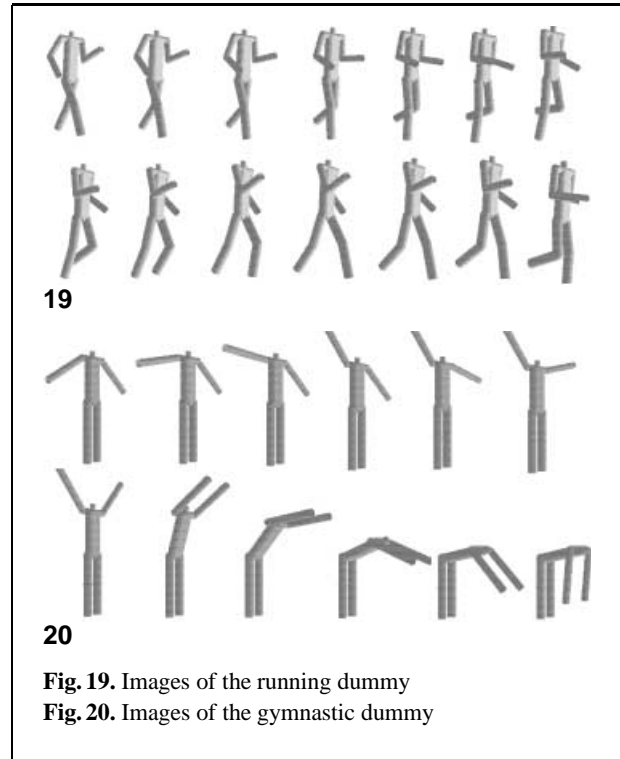 19
20
Fig. 19. Images of the running dummy
Fig. 20. Images of the gymnastic dummy